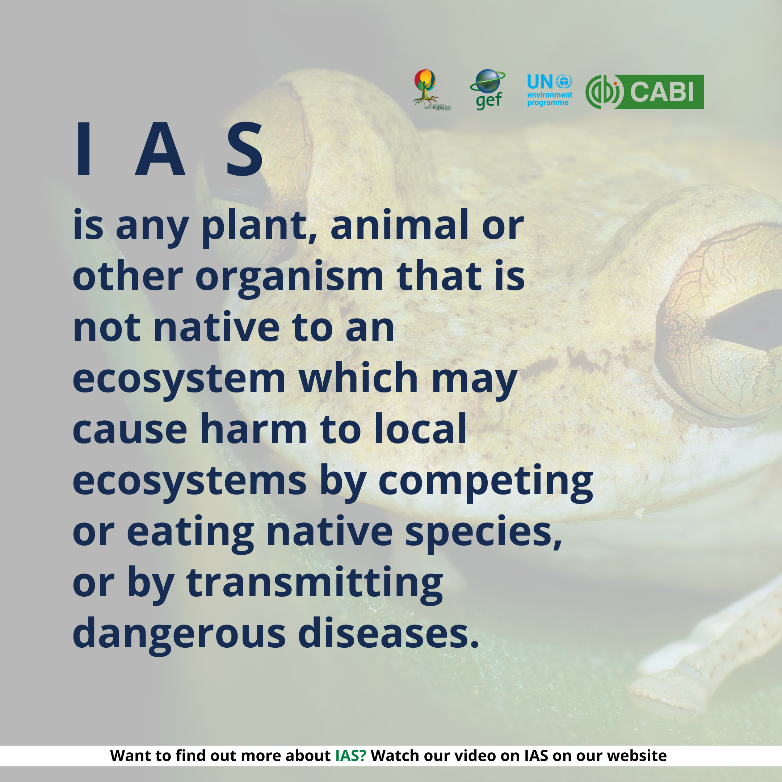 gef
UN
environment
programme
CABI
I A S
is any plant, animal or
other organism that is
not native to an
ecosystem which may
cause harm to local
ecosystems by competing
or eating native species,
or by transmitting
dangerous diseases.
Want to find out more about IAS? Watch our video on IAS on our website